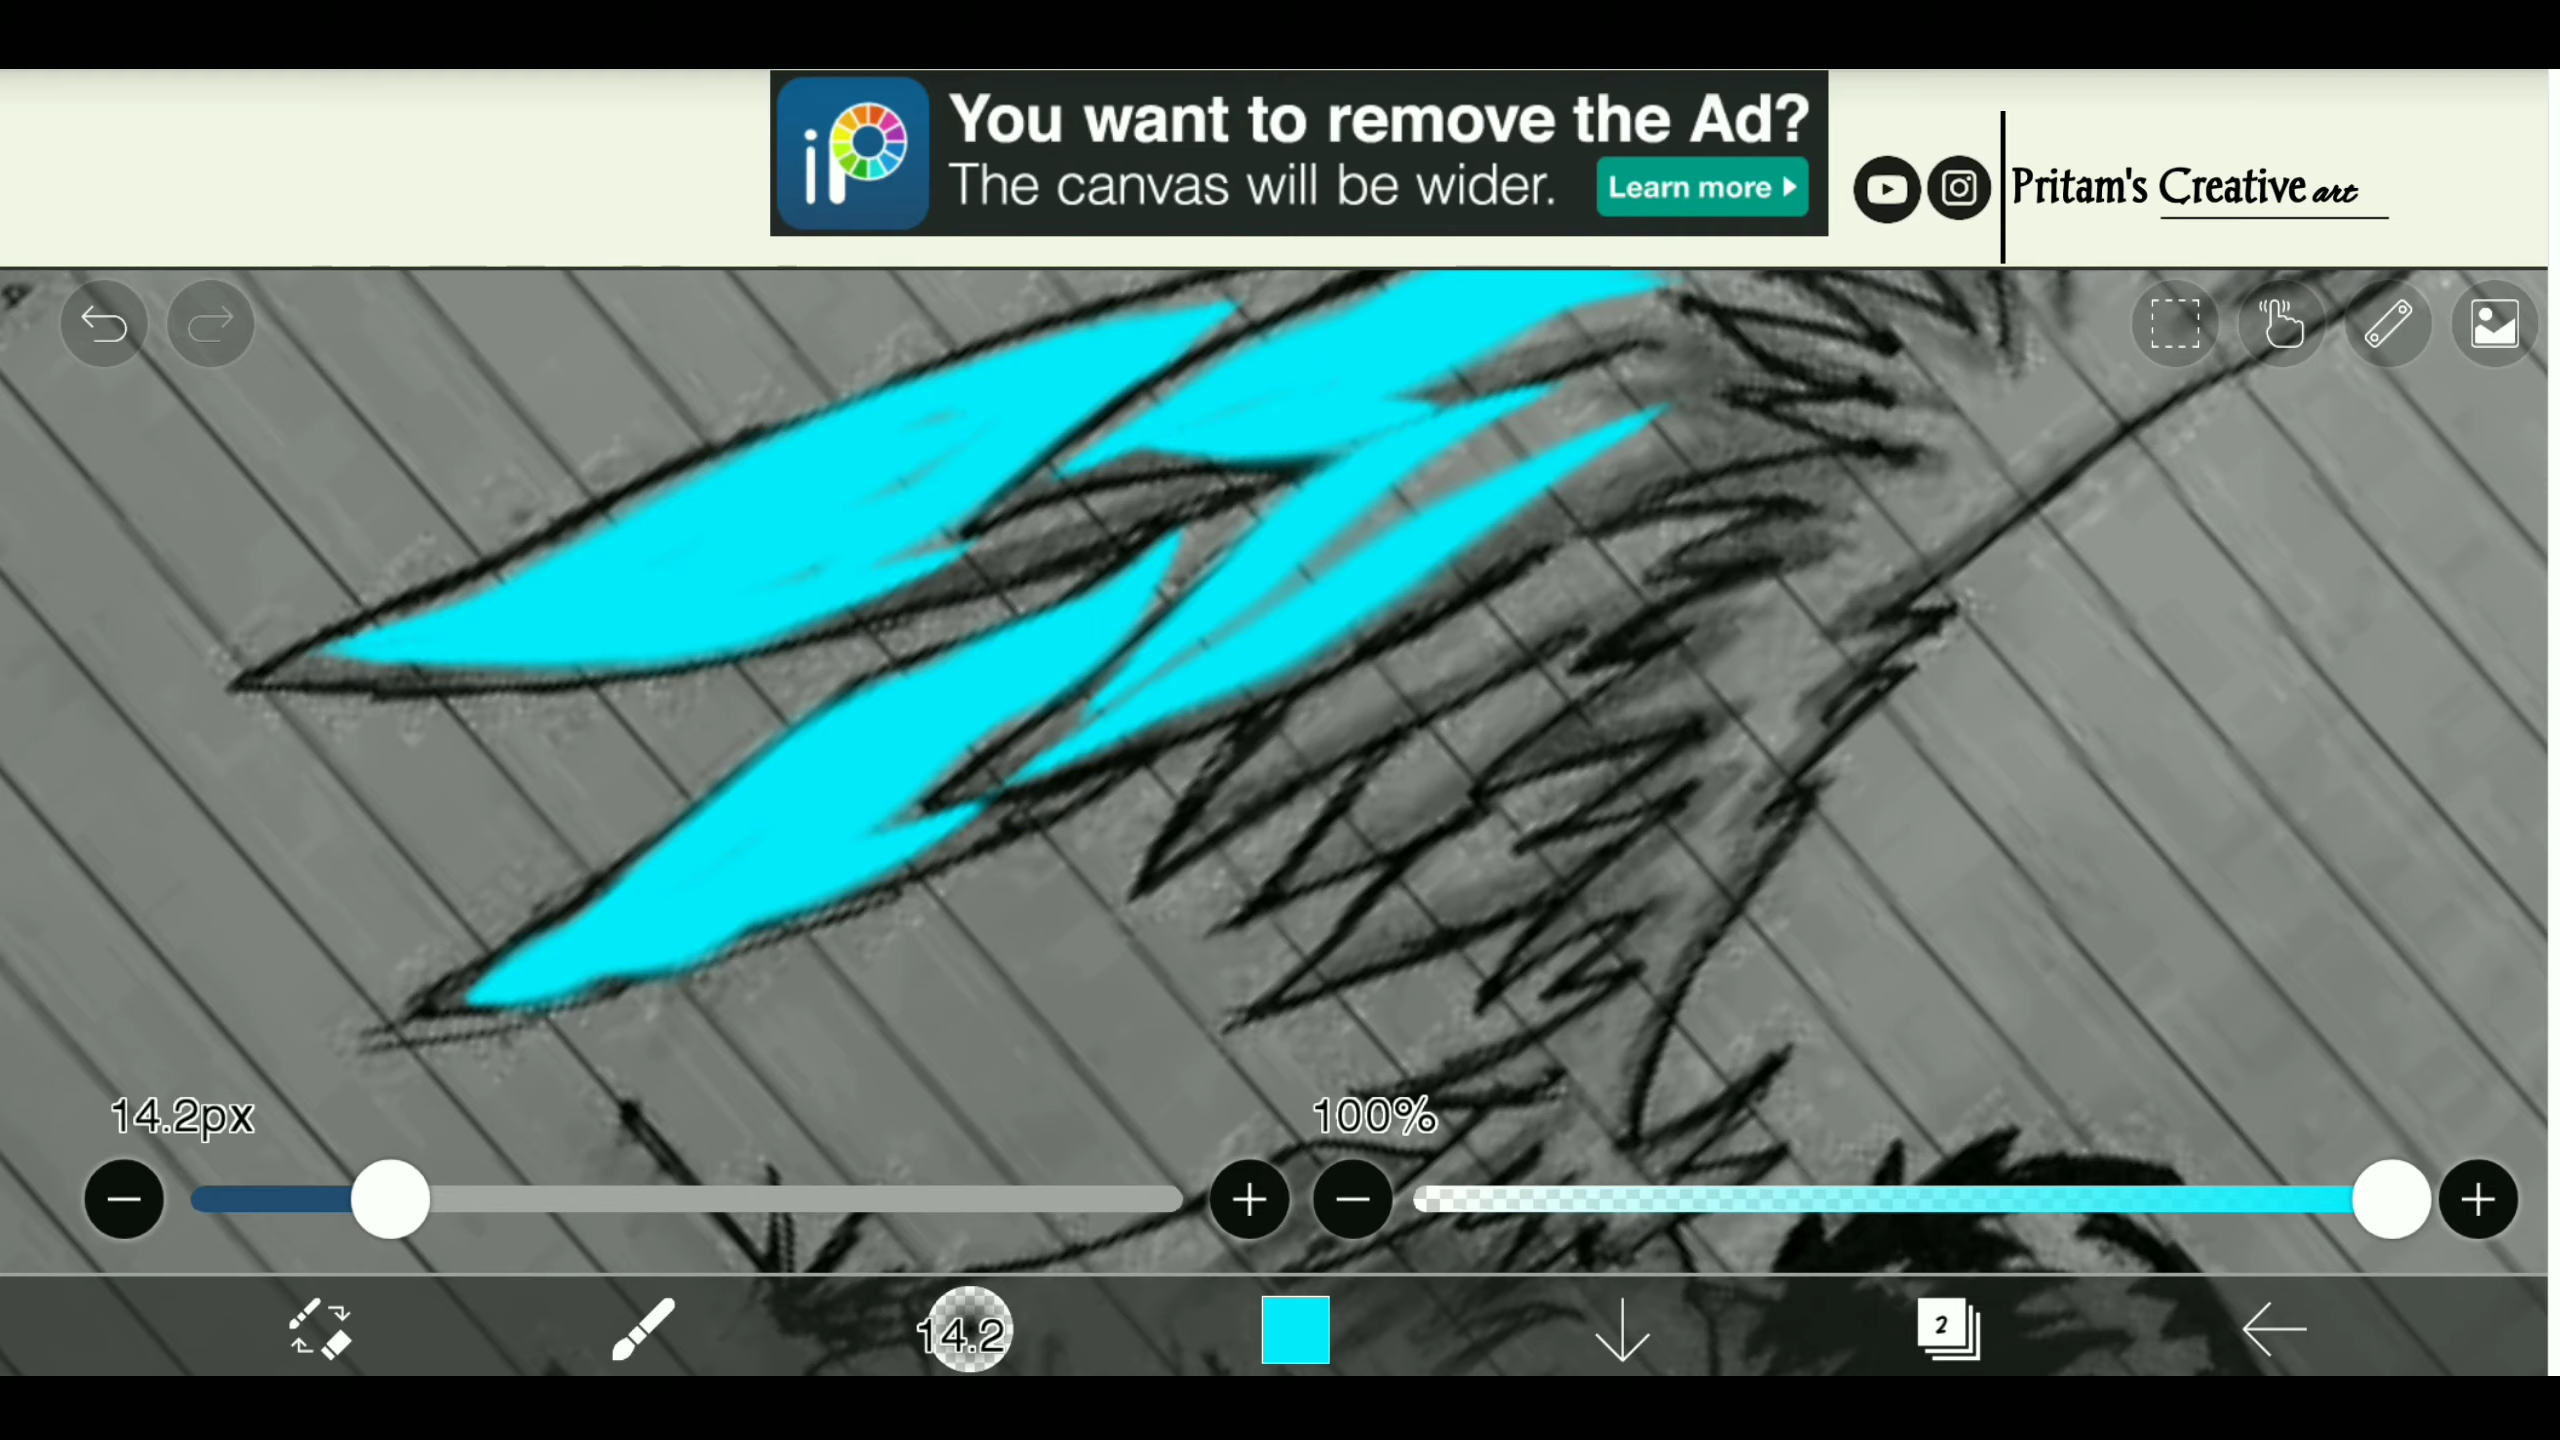 iP
You want to remove the Ad?
The canvas will be wider.
Learn more
Pritam's Creative art
14.2px
100%
14.2
2